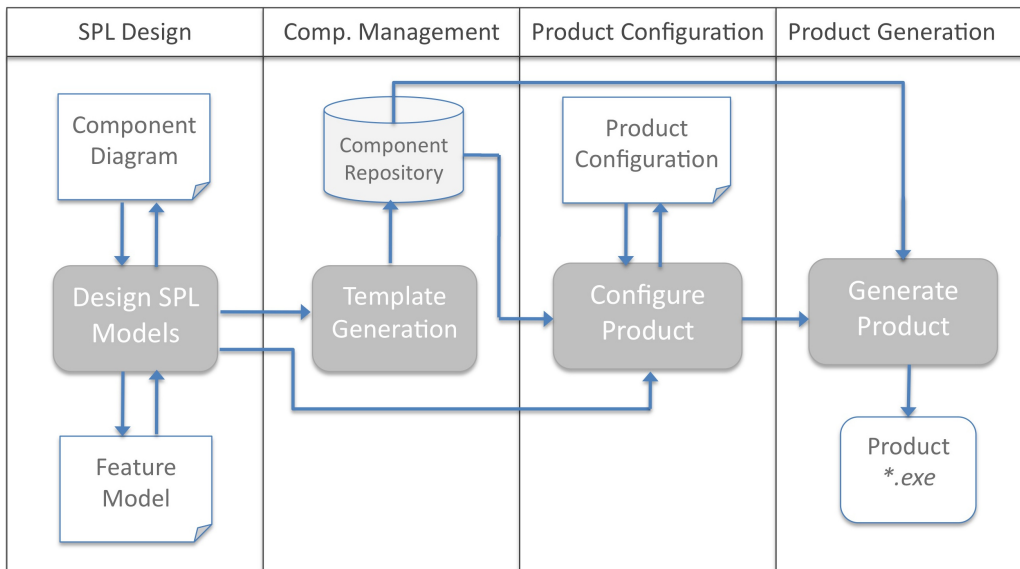 SPL Design
Comp. Management
Product Configuration
Product Generation
Component
Diagram
Component
Repository
Product
Configuration
Design SPL
Models
Template
Generation
Configure
Product
Generate
Product
Feature
Model
Product
*.exe